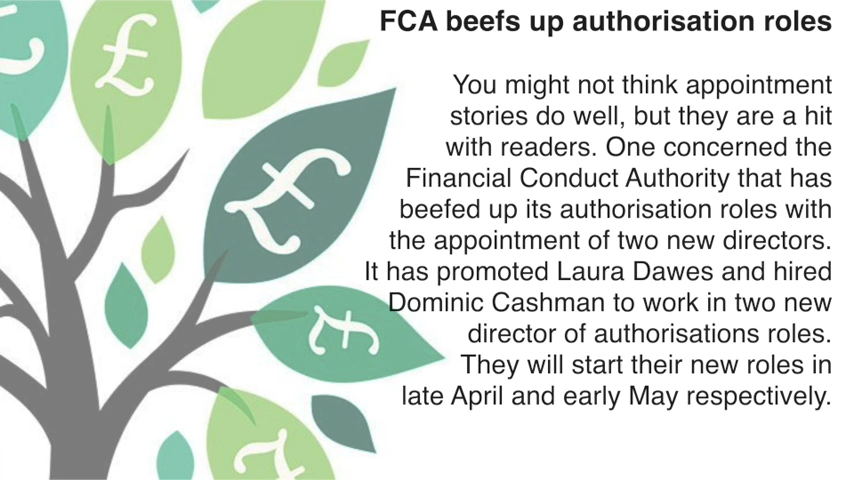 FCA beefs up authorisation roles
You might not think appointment
stories do well, but they are a hit
with readers. One concerned the
Financial Conduct Authority that has
beefed up its authorisation roles with
the appointment of two new directors.
It has promoted Laura Dawes and hired
Dominic Cashman to work in two new
director of authorisations roles.
They will start their new roles in
late April and early May respectively.
£
£
£
£
£